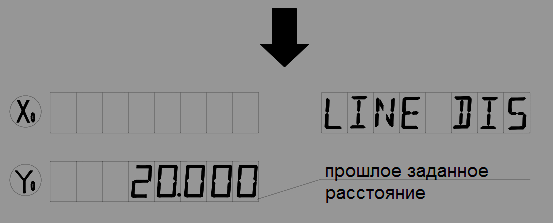 X₀ LINE DIS
Y₀ 20.000 прошлое заданное
расстояние